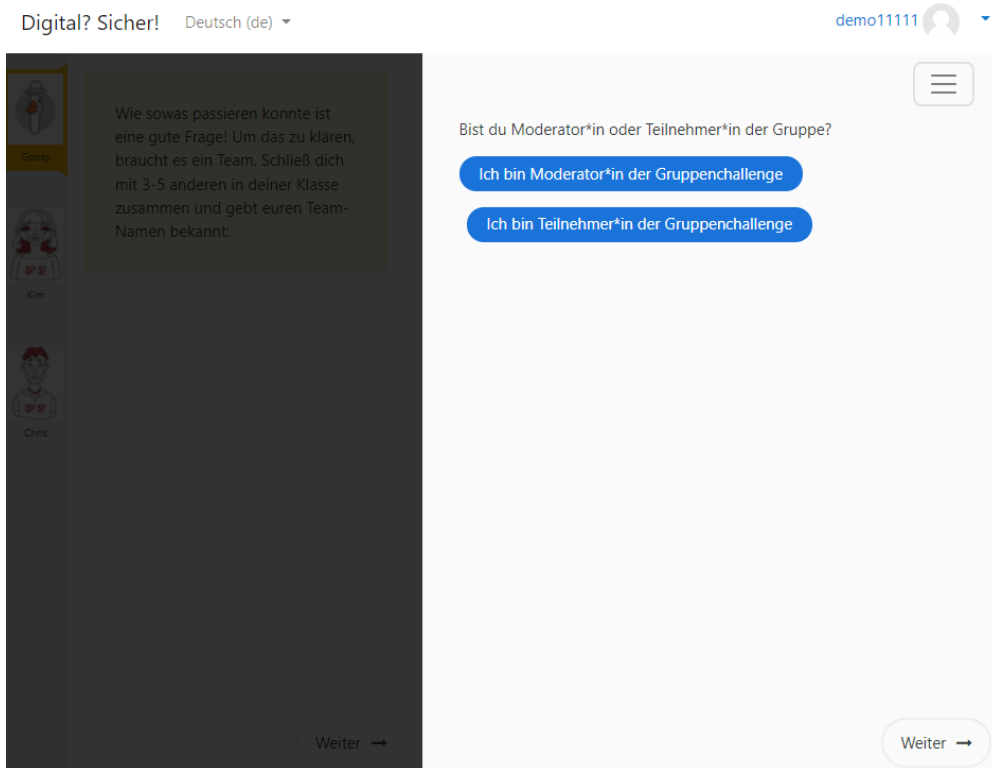 Digital? Sicher!
Deutsch (de)
demo11111
Goosy
Wie sowas passieren konnte ist
eine gute Frage! Um das zu klären,
braucht es ein Team. Schließ dich
mit 3-5 anderen in deiner Klasse
zusammen und gebt euren Team-
Namen bekannt:
Kim
Chris
Weiter →
Bist du Moderator*in oder Teilnehmer*in der Gruppe?
Ich bin Moderator*in der Gruppenchallenge
Ich bin Teilnehmer*in der Gruppenchallenge
Weiter →